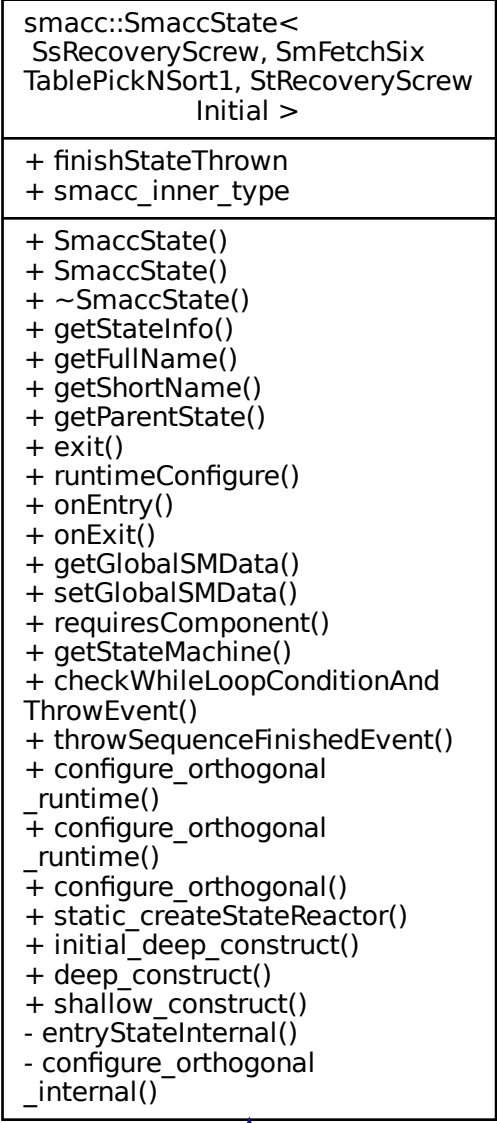 smacc::SmaccState<
SsRecoveryScrew, SmFetchSix
TablePickNSort1, StRecoveryScrew
Initial >
+ finishStateThrown
+ smacc_inner_type
+ SmaccState()
+ SmaccState()
+ ~SmaccState()
+ getStateInfo()
+ getFullName()
+ getShortName()
+ getParentState()
+ exit()
+ runtimeConfigure()
+ onEntry()
+ onExit()
+ getGlobalSMData()
+ setGlobalSMData()
+ requiresComponent()
+ getStateMachine()
+ checkWhileLoopConditionAnd
ThrowEvent()
+ throwSequenceFinishedEvent()
+ configure_orthogonal
_runtime()
+ configure_orthogonal
_runtime()
+ configure_orthogonal()
+ static_createStateReactor()
+ initial_deep_construct()
+ deep_construct()
+ shallow_construct()
- entryStateInternal()
- configure_orthogonal
_internal()